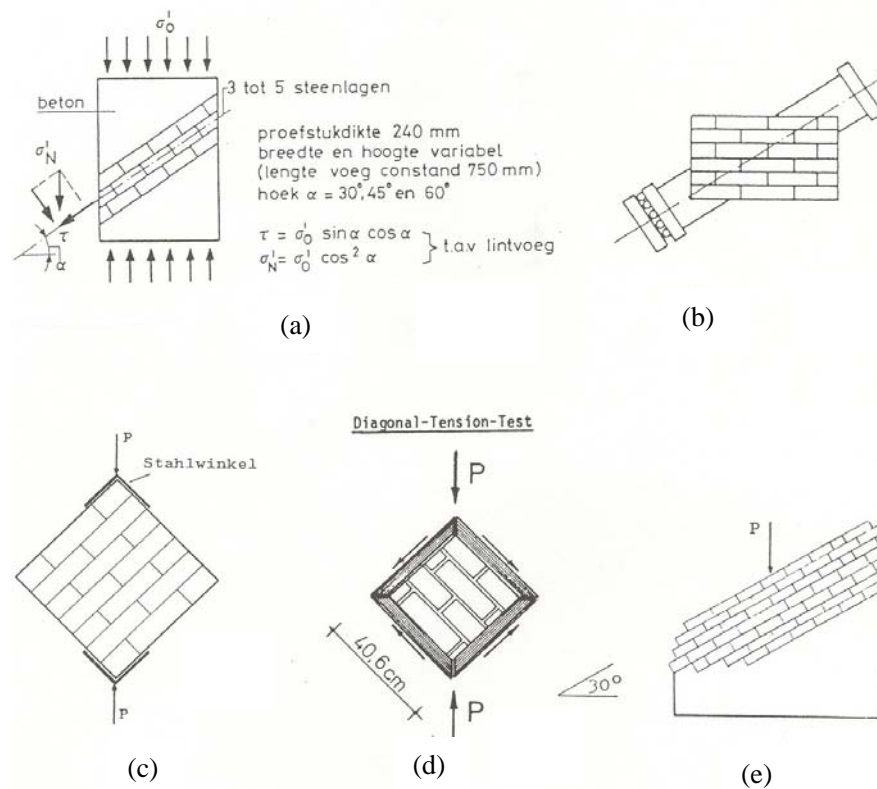 σ'₀
3 tot 5 steenlagen
beton
σ'N
τ
α
proefstukdikte 240 mm
breedte en hoogte variabel
(lengte voeg constand 750 mm)
hoek α = 30°, 45° en 60°
τ = σ'₀ sin α cos α
σ'N = σ'₀ cos² α
} t.a.v lintvoeg
(a)
(b)
P
Stahlwinkel
P
(c)
Diagonal-Tension-Test
P
40,6cm
P
(d)
30°
P
(e)